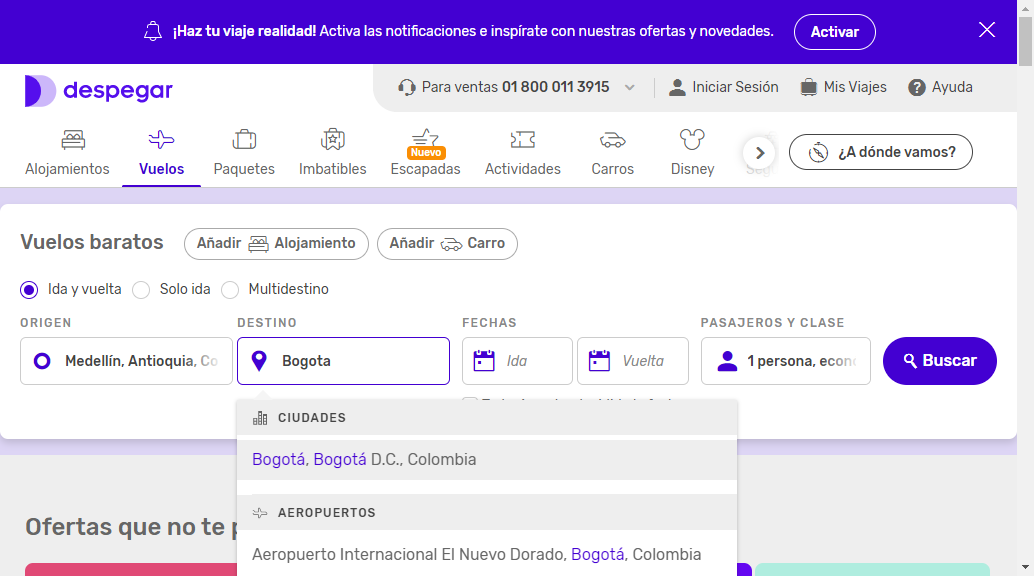 ¡Haz tu viaje realidad! Activa las notificaciones e inspírate con nuestras ofertas y novedades. Activar
despegar
Para ventas 01 800 011 3915 Iniciar Sesión Mis Viajes Ayuda
Nuevo
Alojamientos Vuelos Paquetes Imbatibles Escapadas Actividades Carros Disney
¿A dónde vamos?
Vuelos baratos Añadir Alojamiento Añadir Carro
Ida y vuelta Solo ida Multidestino
ORIGEN DESTINO FECHAS PASAJEROS Y CLASE
Medellín, Antioquia, Co Bogota Ida Vuelta 1 persona, econ Buscar
CIUDADES
Bogotá, Bogotá D.C., Colombia
AEROPUERTOS
Aeropuerto Internacional El Nuevo Dorado, Bogotá, Colombia
Ofertas que no te p